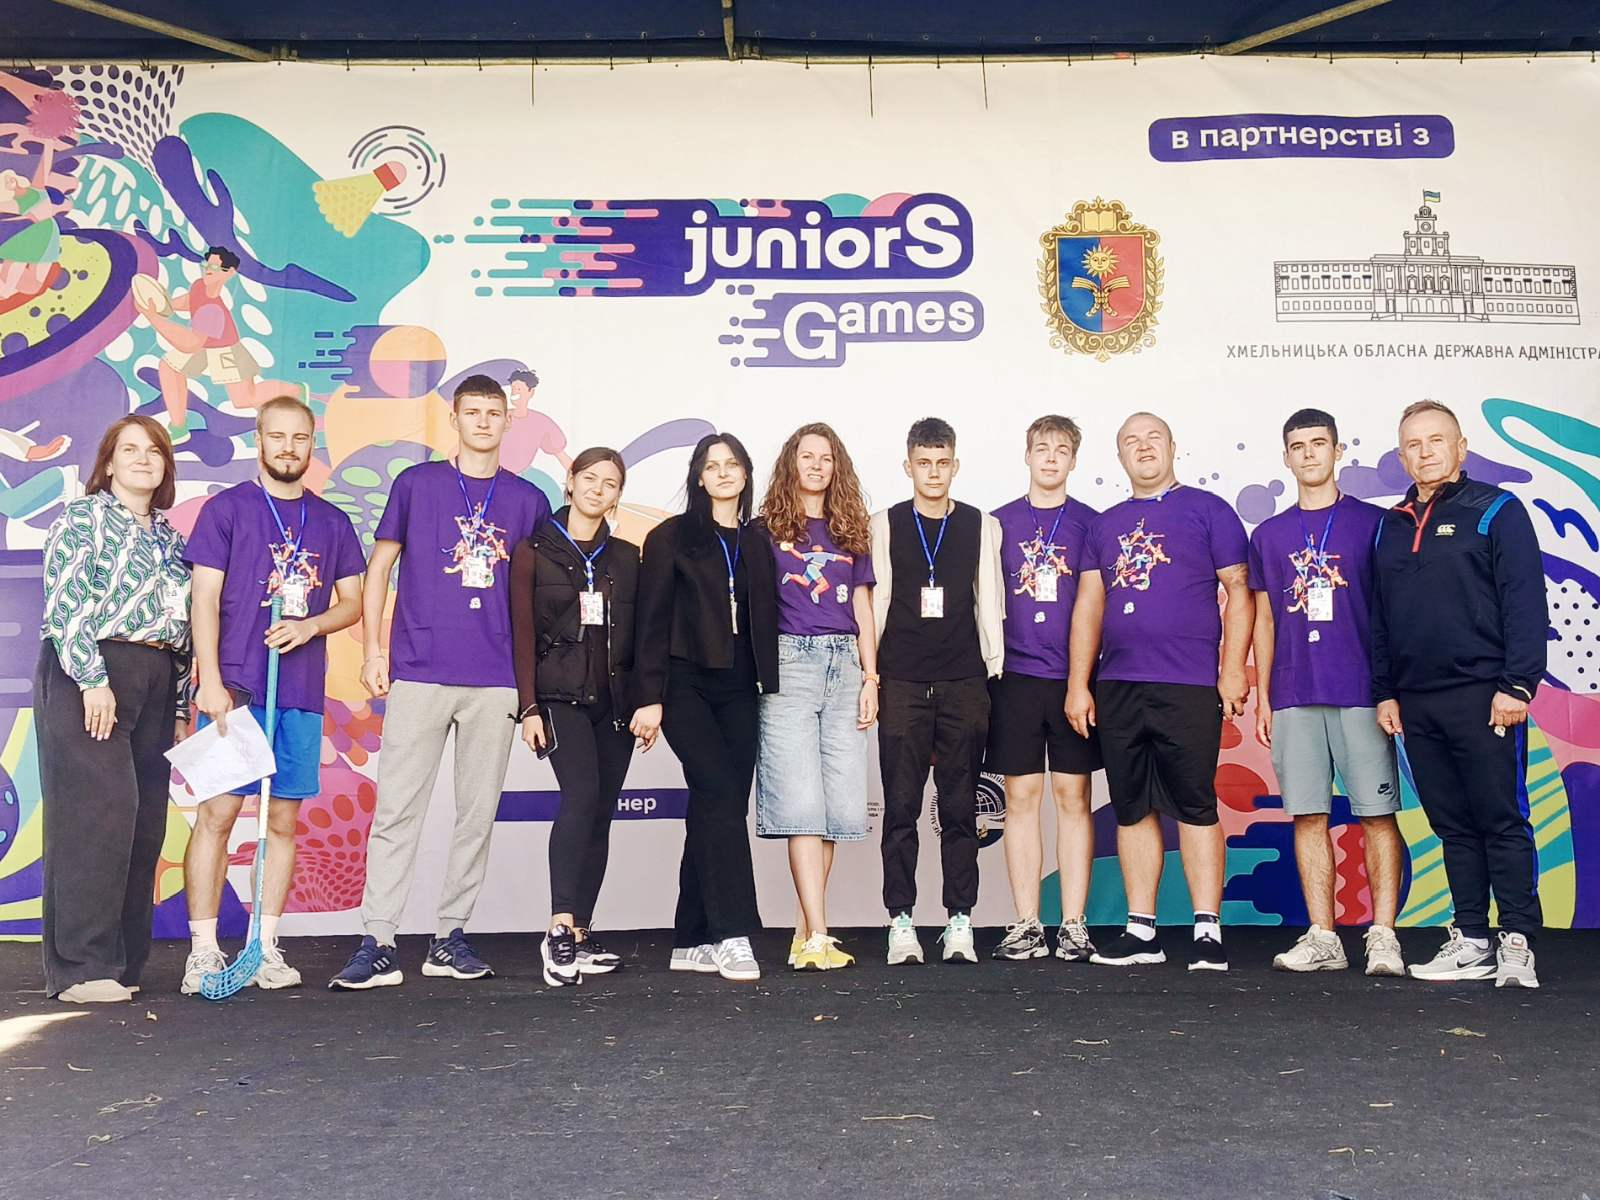 в партнерстві з
juniorS
Games
ХМЕЛЬНИЦЬКА ОБЛАСНА ДЕРЖАВНА АДМІНІСТРА
нер